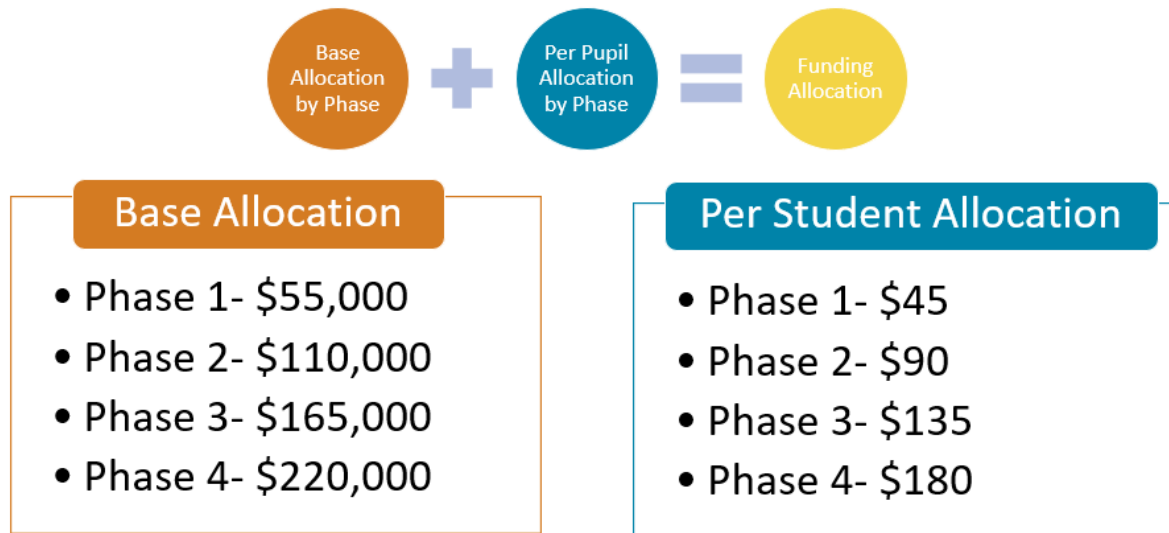 Base
Allocation
by Phase
Per Pupil
Allocation
by Phase
Funding
Allocation
Base Allocation
• Phase 1- $55,000
• Phase 2- $110,000
• Phase 3- $165,000
• Phase 4- $220,000
Per Student Allocation
• Phase 1- $45
• Phase 2- $90
• Phase 3- $135
• Phase 4- $180